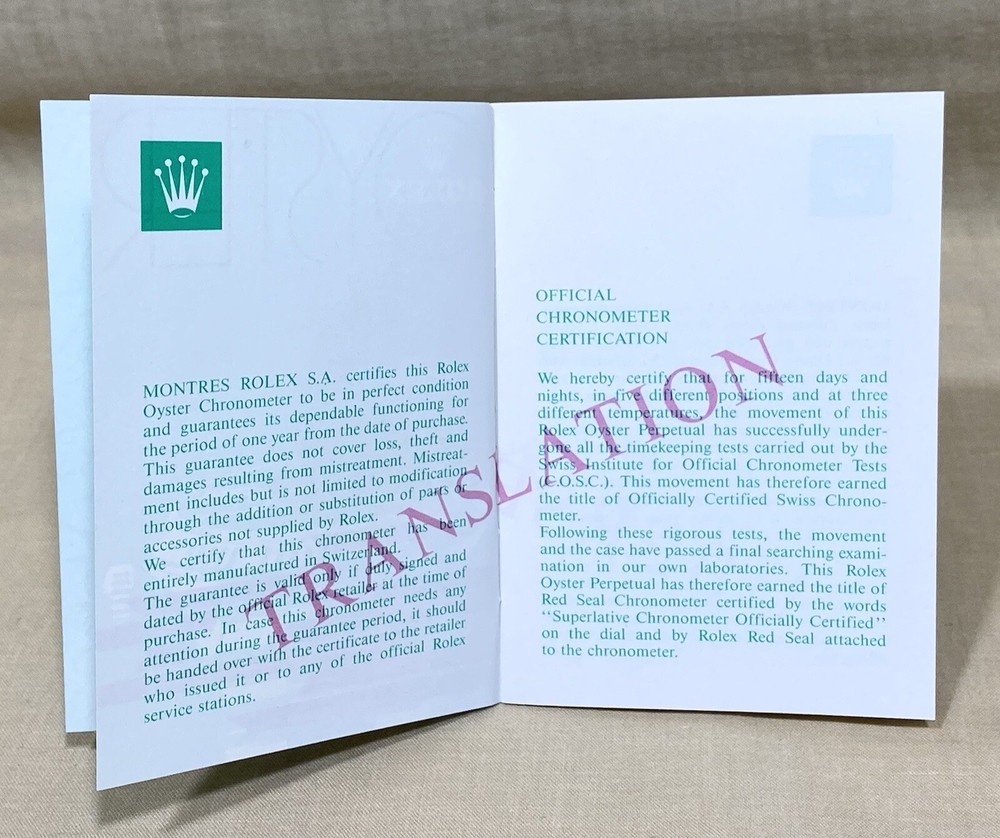 MONTRES ROLEX S.A. certifies this Rolex
Oyster Chronometer to be in perfect condition
and guarantees its dependable functioning for
the period of one year from the date of purchase.
This guarantee does not cover loss, theft and
damages resulting from mistreatment. Mistreat-
ment includes but is not limited to modification
through the addition or substitution of parts or
accessories not supplied by Rolex.
We certify that this chronometer has been
entirely manufactured in Switzerland.
The guarantee is valid only if duly signed and
dated by the official Rolex retailer at the time of
purchase. In case this chronometer needs any
attention during the guarantee period, it should
be handed over with the certificate to the retailer
who issued it or to any of the official Rolex
service stations.
TRANSLATION
OFFICIAL
CHRONOMETER
CERTIFICATION
We hereby certify that for fifteen days and
nights, in five different positions and at three
different temperatures, the movement of this
Rolex Oyster Perpetual has successfully under-
gone all the timekeeping tests carried out by the
Swiss Institute for Official Chronometer Tests
(C.O.S.C.). This movement has therefore earned
the title of Officially Certified Swiss Chrono-
meter.
Following these rigorous tests, the movement
and the case have passed a final searching exami-
nation in our own laboratories. This Rolex
Oyster Perpetual has therefore earned the title of
Red Seal Chronometer certified by the words
“Superlative Chronometer Officially Certified”
on the dial and by Rolex Red Seal attached
to the chronometer.